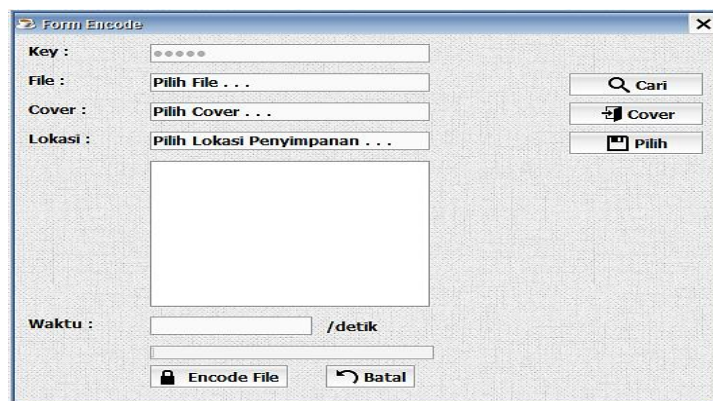 Form Encode
Key :
File : Pilih File . . . Cari
Cover : Pilih Cover . . . Cover
Lokasi : Pilih Lokasi Penyimpanan . . . Pilih
Waktu : /detik
Encode File Batal